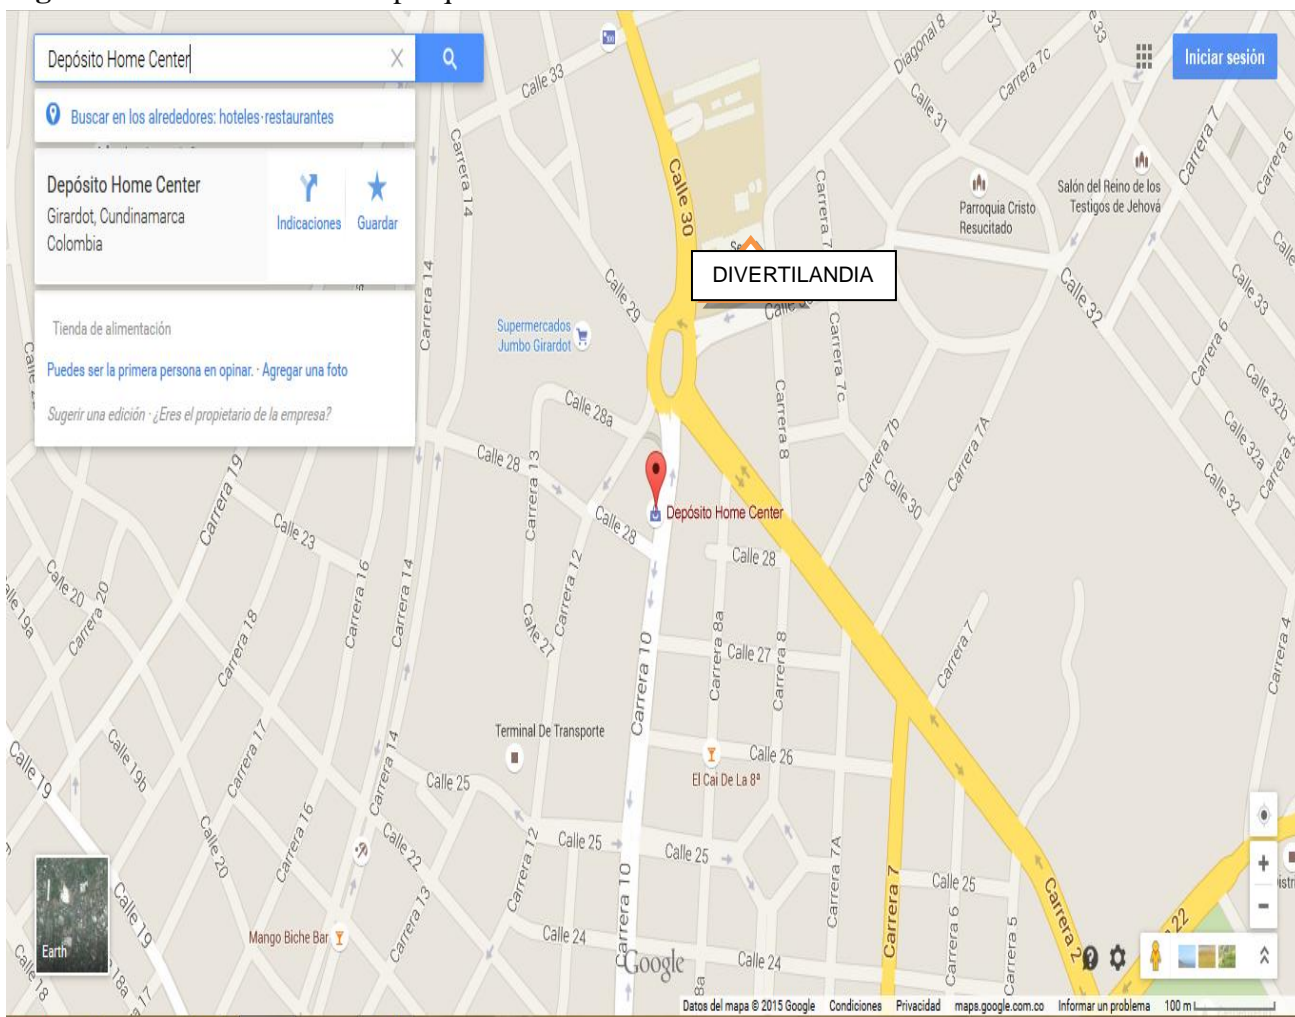 Depósito Home Center
Buscar en los alrededores: hoteles·restaurantes
Depósito Home Center
Girardot, Cundinamarca
Colombia
Indicaciones
Guardar
Tienda de alimentación
Puedes ser la primera persona en opinar. · Agregar una foto
Sugerir una edición · ¿Eres el propietario de la empresa?
Iniciar sesión
Calle 33
Diagonal 8
Carrera 7c
Calle 31
Carrera 7
Carrera 6
Carrera 14
Calle 30
Carrera 7
Parroquia Cristo
Resucitado
Salón del Reino de los
Testigos de Jehová
DIVERTILANDIA
Carrera 14
Calle 29
Supermercados
Jumbo Girardot
Calle 32
Calle 33
Carrera 6
Carrera 7c
Calle 32b
Calle 32a
Calle 32
Calle 28a
Carrera 8
Carrera 7b
Carrera 7A
Calle 30
Calle 28
Carrera 13
Carrera 19
Calle 23
Calle 28
Depósito Home Center
Calle 28
Calle 20
Carrera 20
Calle 19a
Carrera 18
Carrera 16
Carrera 14
Carrera 12
Calle 27
Carrera 10
Carrera 8a
Carrera 8
Calle 27
Carrera 7
Carrera 4
Terminal De Transporte
Calle 26
El Cai De La 8ª
Calle 19
Calle 19b
Carrera 17
Carrera 14
Calle 25
Carrera 16
Calle 20
Calle 22
Carrera 12
Calle 25
Calle 25
Carrera 7A
Carrera 7
Calle 25
Carrera 6
Carrera 5
Carrera 2
Calle 19
Carrera 13
Carrera 10
Mango Biche Bar
Calle 24
Calle 24
Calle 18
Earth
Google
Datos del mapa © 2015 Google
Condiciones
Privacidad
maps.google.com.co
Informar un problema
100 m